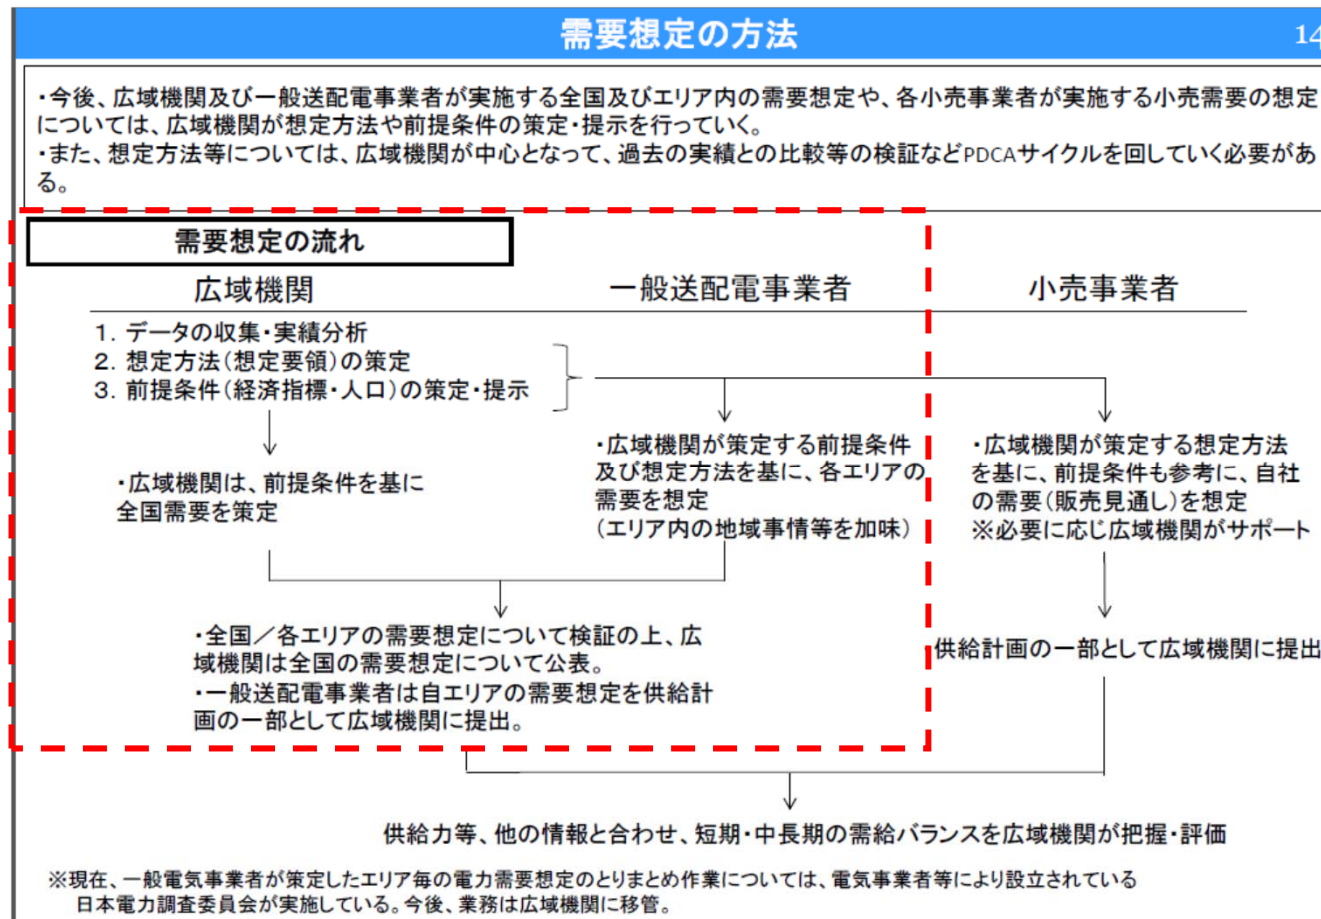 需要想定の方法
14
・今後、広域機関及び一般送配電事業者が実施する全国及びエリア内の需要想定や、各小売事業者が実施する小売需要の想定
については、広域機関が想定方法や前提条件の策定・提示を行っていく。
・また、想定方法等については、広域機関が中心となって、過去の実績との比較等の検証などPDCAサイクルを回していく必要があ
る。
需要想定の流れ
広域機関
一般送配電事業者
小売事業者
1. データの収集・実績分析
2. 想定方法(想定要領)の策定
3. 前提条件(経済指標・人口)の策定・提示
・広域機関は、前提条件を基に
全国需要を策定
・広域機関が策定する前提条件
及び想定方法を基に、各エリアの
需要を想定
(エリア内の地域事情等を加味)
・広域機関が策定する想定方法
を基に、前提条件も参考に、自社
の需要(販売見通し)を想定
※必要に応じ広域機関がサポート
・全国/各エリアの需要想定について検証の上、広
域機関は全国の需要想定について公表。
・一般送配電事業者は自エリアの需要想定を供給計
画の一部として広域機関に提出。
供給計画の一部として広域機関に提出
供給力等、他の情報と合わせ、短期・中長期の需給バランスを広域機関が把握・評価
※現在、一般電気事業者が策定したエリア毎の電力需要想定のとりまとめ作業については、電気事業者等により設立されている
日本電力調査委員会が実施している。今後、業務は広域機関に移管。